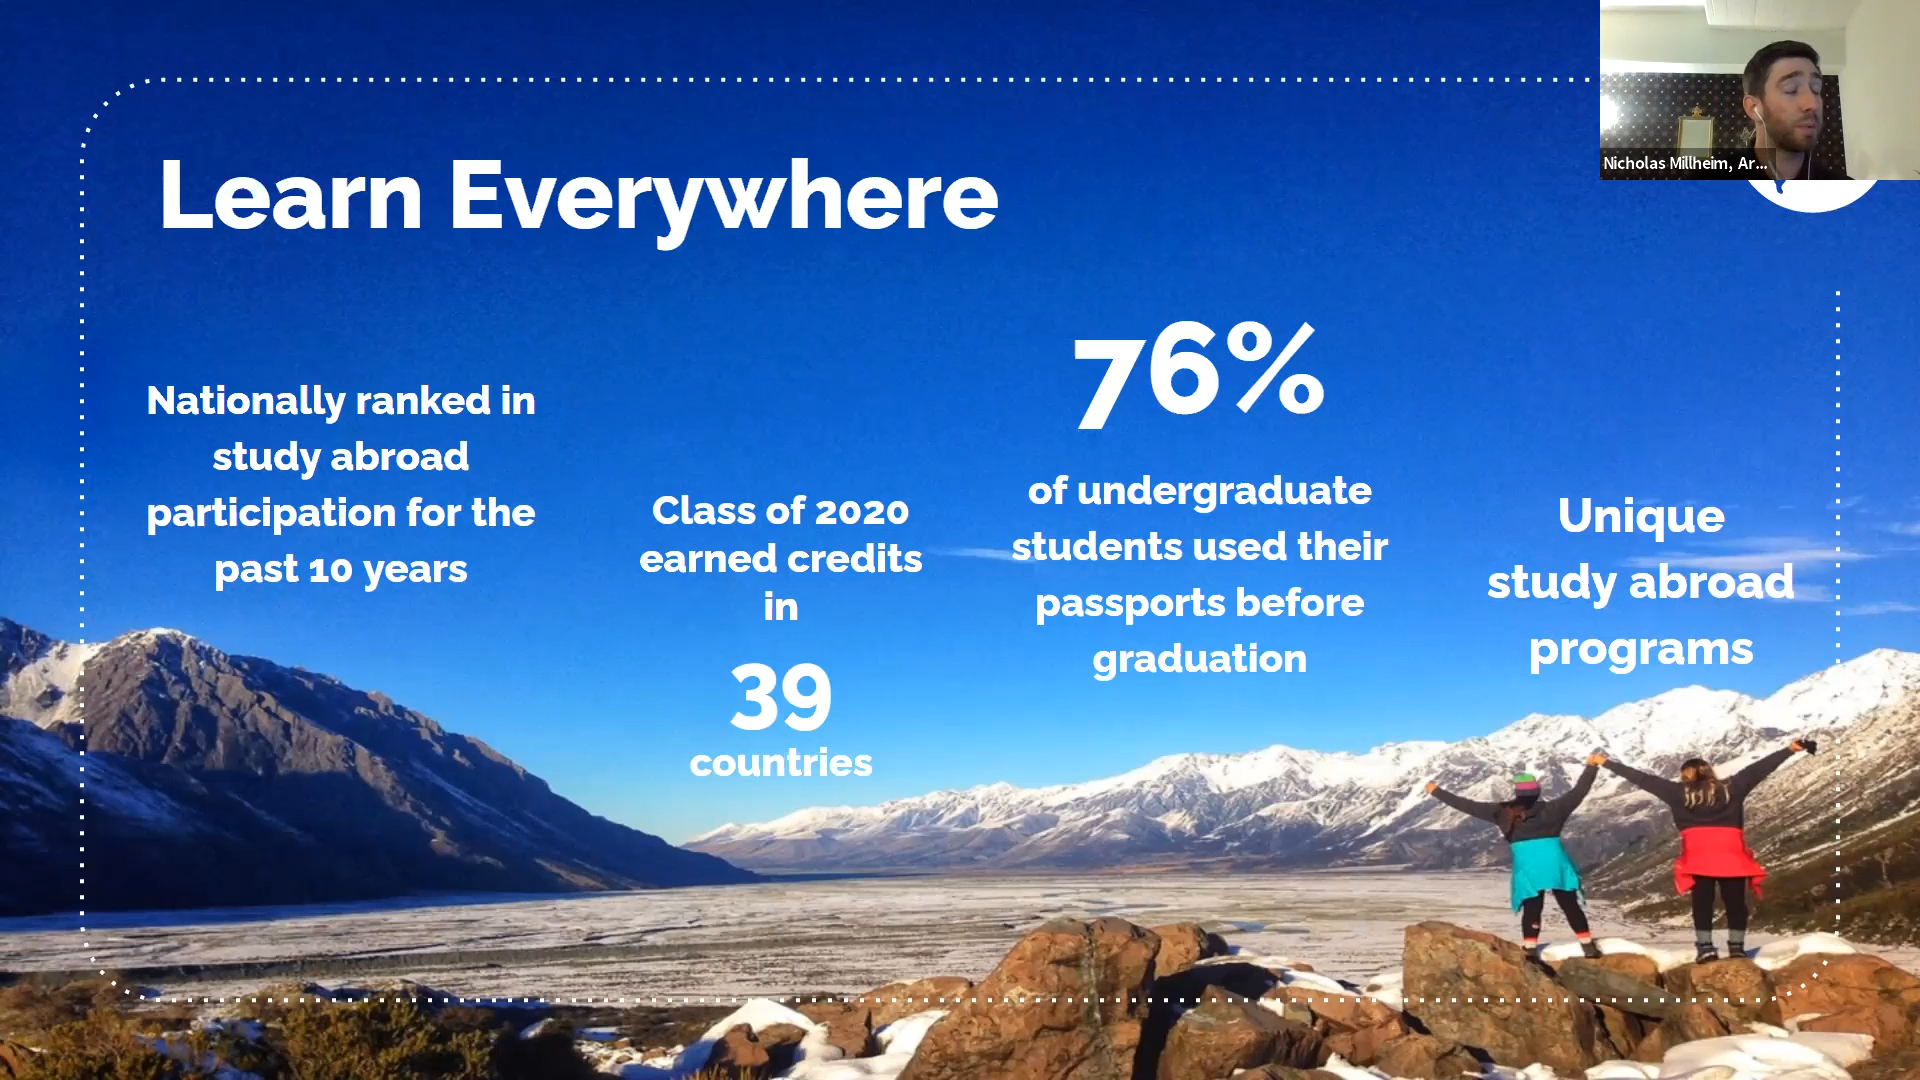 Nicholas Millheim, Ar...
Learn Everywhere
Nationally ranked in
study abroad
participation for the
past 10 years
Class of 2020
earned credits
in
39
countries
76%
of undergraduate
students used their
passports before
graduation
Unique
study abroad
programs